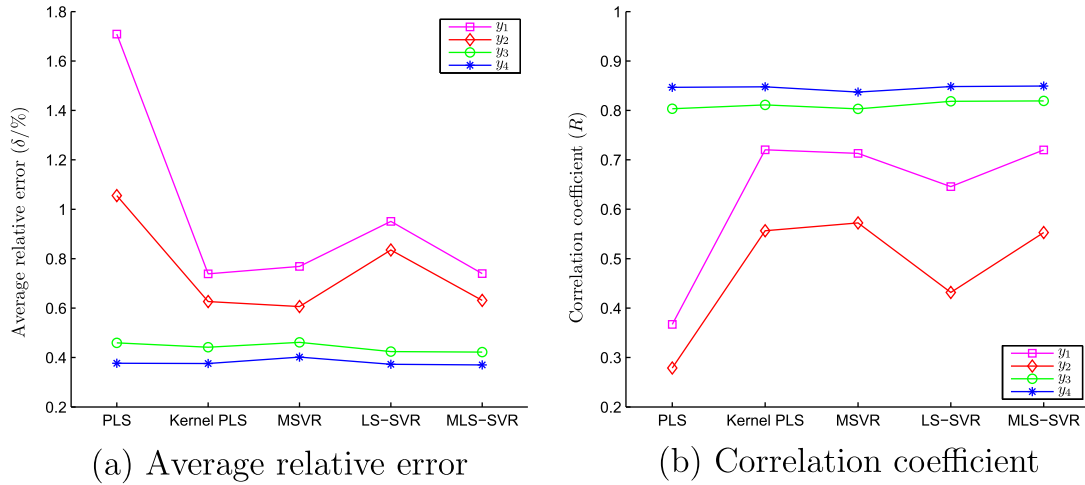 1.8
1.6
1.4
1.2
1
0.8
0.6
0.4
0.2
Average relative error (δ/%)
y₁
y₂
y₃
y₄
PLS Kernel PLS MSVR LS−SVR MLS−SVR
(a) Average relative error
1
0.9
0.8
0.7
0.6
0.5
0.4
0.3
0.2
Correlation coefficient (R)
y₁
y₂
y₃
y₄
PLS Kernel PLS MSVR LS−SVR MLS−SVR
(b) Correlation coefficient